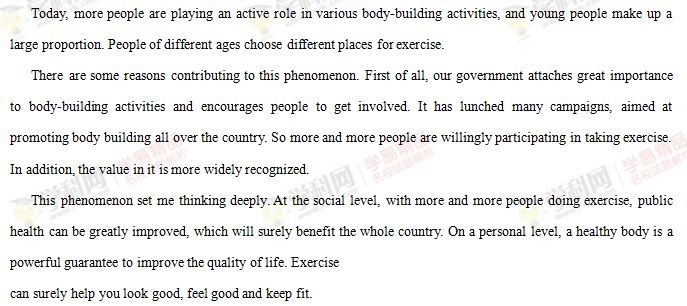 Today, more people are playing an active role in various body-building activities, and young people make up a
large proportion. People of different ages choose different places for exercise.
There are some reasons contributing to this phenomenon. First of all, our government attaches great importance
to body-building activities and encourages people to get involved. It has lunched many campaigns, aimed at
promoting body building all over the country. So more and more people are willingly participating in taking exercise.
In addition, the value in it is more widely recognized.
This phenomenon set me thinking deeply. At the social level, with more and more people doing exercise, public
health can be greatly improved, which will surely benefit the whole country. On a personal level, a healthy body is a
powerful guarantee to improve the quality of life. Exercise
can surely help you look good, feel good and keep fit.